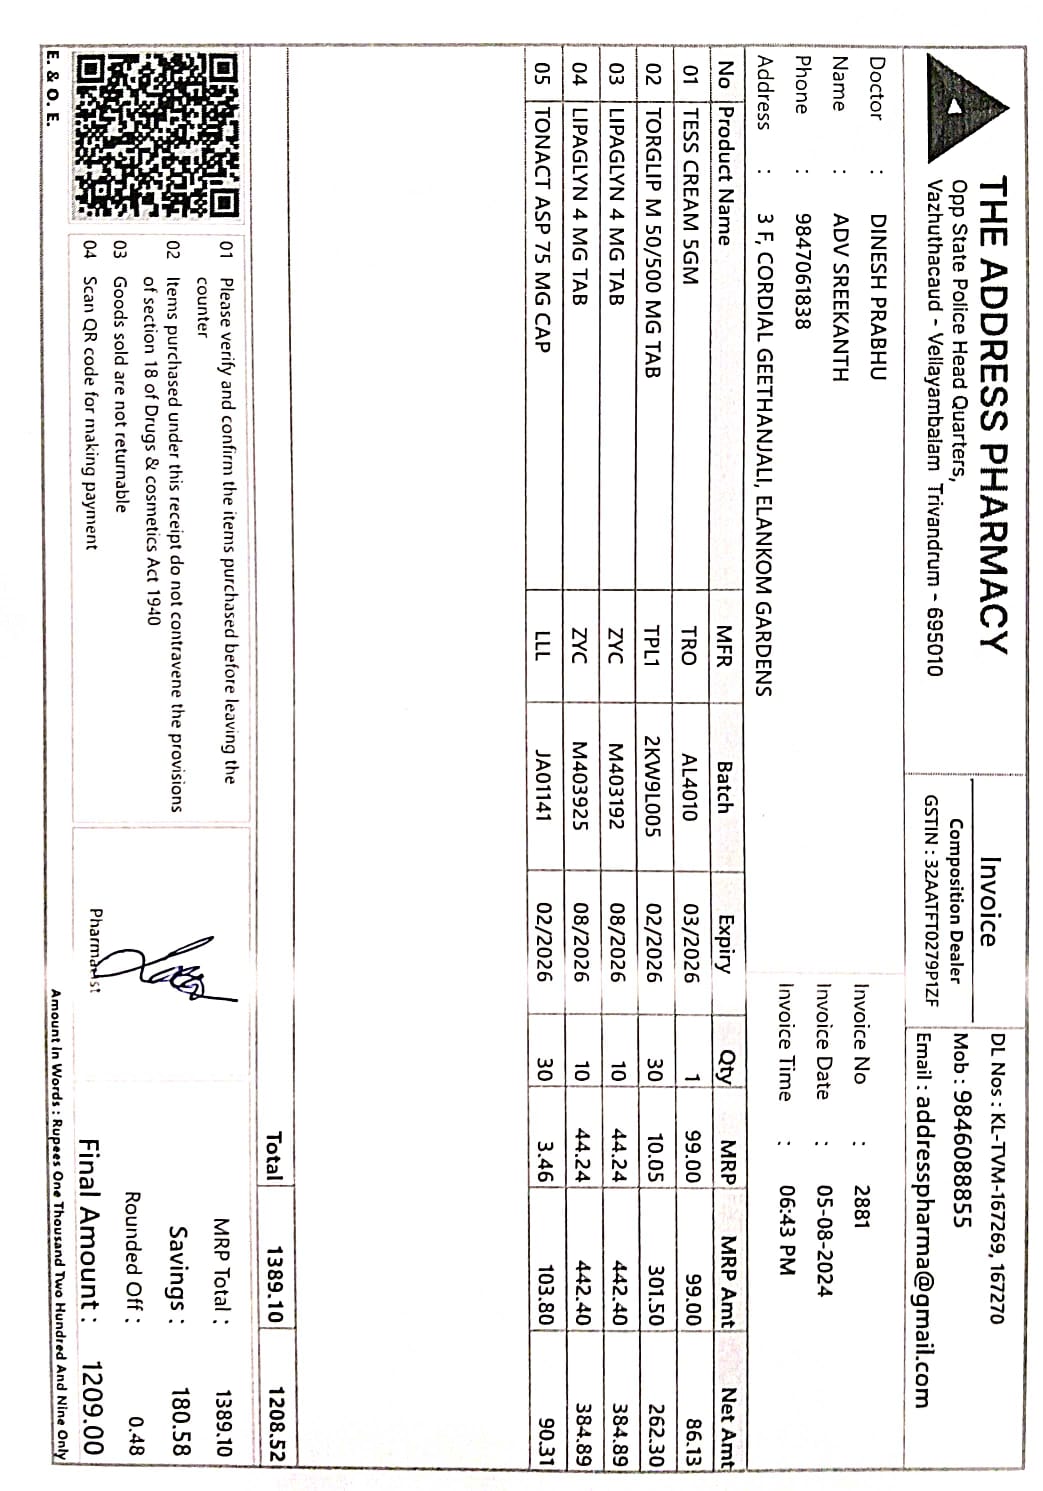 THE ADDRESS PHARMACY
Opp State Police Head Quarters,
Vazhuthacaud - Vellayambalam Trivandrum - 695010
Invoice
Composition Dealer
GSTIN : 32AATFT0279P1ZF
DL Nos : KL-TVM-167269, 167270
Mob : 9846088855
Email : addresspharma@gmail.com
Doctor : DINESH PRABHU
Name : ADV SREEKANTH
Phone : 9847061838
Address : 3 F, CORDIAL GEETHANJALI, ELANKOM GARDENS
Invoice No : 2881
Invoice Date : 05-08-2024
Invoice Time : 06:43 PM
No Product Name MFR Batch Expiry Qty MRP MRP Amt Net Amt
01 TESS CREAM 5GM TRO AL4010 03/2026 1 99.00 99.00 86.13
02 TORGLIP M 50/500 MG TAB TPL1 2KW9L005 02/2026 30 10.05 301.50 262.30
03 LIPAGLYN 4 MG TAB ZYC M403192 08/2026 10 44.24 442.40 384.89
04 LIPAGLYN 4 MG TAB ZYC M403925 08/2026 10 44.24 442.40 384.89
05 TONACT ASP 75 MG CAP LLL JA01141 02/2026 30 3.46 103.80 90.31
Total 1389.10 1208.52
01 Please verify and confirm the items purchased before leaving the
counter
02 Items purchased under this receipt do not contravene the provisions
of section 18 of Drugs & cosmetics Act 1940
03 Goods sold are not returnable
04 Scan QR code for making payment
Pharmacist
MRP Total : 1389.10
Savings : 180.58
Rounded Off : 0.48
Final Amount : 1209.00
E. & O. E.
Amount In Words : Rupees One Thousand Two Hundred And Nine Only